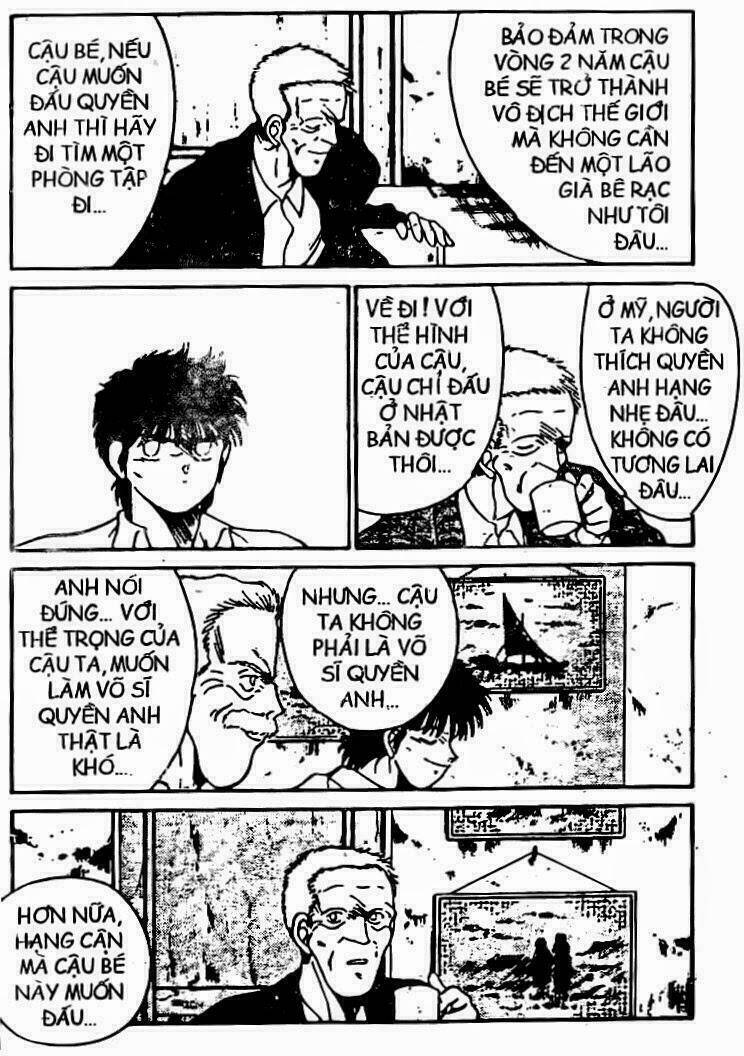 CẬU BÉ, NẾU
CẬU MUỐN
ĐẤU QUYỀN
ANH THÌ HÃY
ĐI TÌM MỘT
PHÒNG TẬP
ĐI...
BẢO ĐẢM TRONG
VÒNG 2 NĂM CẬU
BÉ SẼ TRỞ THÀNH
VÔ ĐỊCH THẾ GIỚI
MÀ KHÔNG CẦN
ĐẾN MỘT LÃO
GIÀ BÊ RẠC
NHƯ TÔI
ĐÂU...
VỀ ĐI! VỚI
THỂ HÌNH
CỦA CẬU,
CẬU CHỈ ĐẤU
Ở NHẬT
BẢN ĐƯỢC
THÔI...
Ở MỸ, NGƯỜI
TA KHÔNG
THÍCH QUYỀN
ANH HẠNG
NHẸ ĐÂU...
KHÔNG CÓ
TƯƠNG LAI
ĐÂU...
ANH NÓI
ĐÚNG... VỚI
THỂ TRỌNG CỦA
CẬU TA, MUỐN
LÀM VÕ SĨ
QUYỀN ANH
THẬT LÀ
KHÓ...
NHƯNG... CẬU
TA KHÔNG
PHẢI LÀ VÕ
SĨ QUYỀN
ANH...
HƠN NỮA,
HẠNG CÂN
MÀ CẬU BÉ
NÀY MUỐN
ĐẤU...